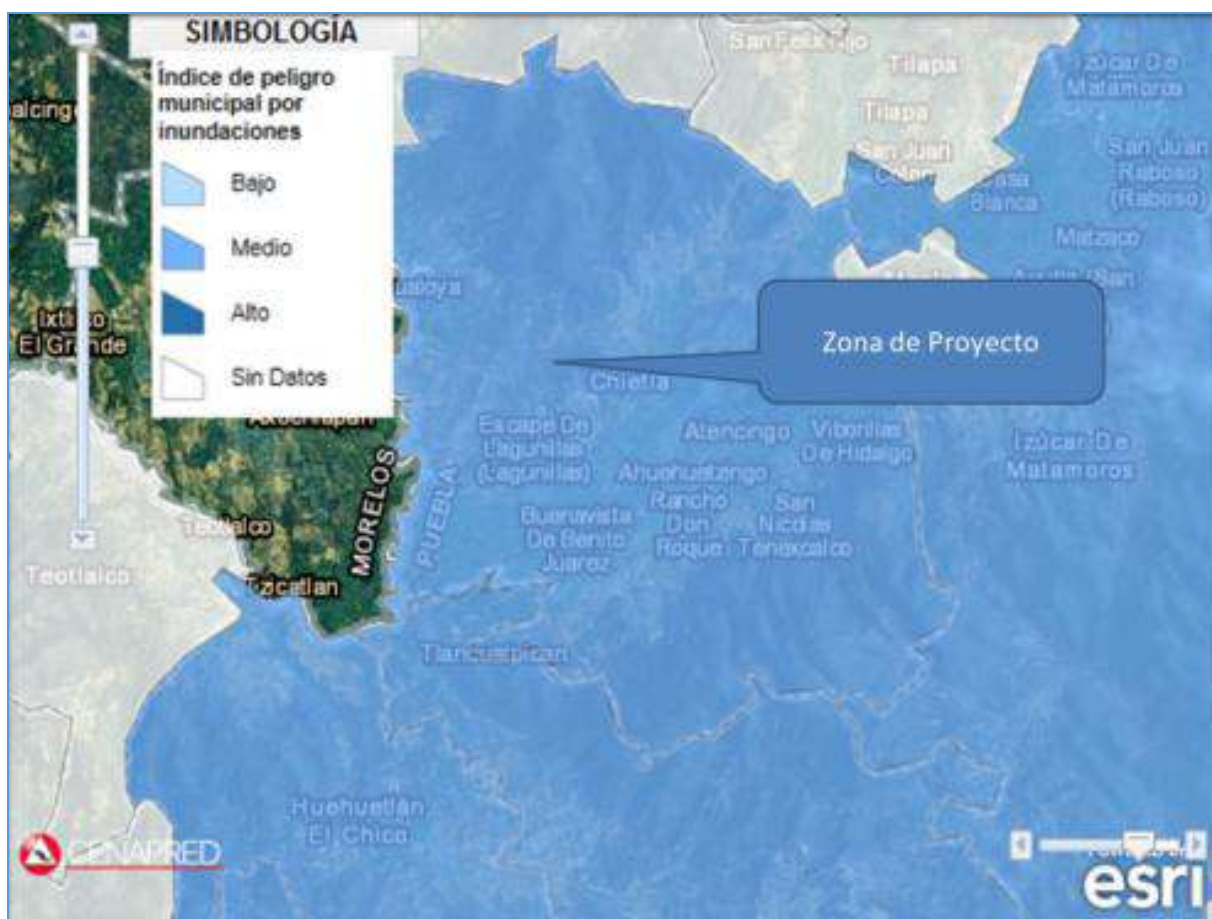 SIMBOLOGÍA
Índice de peligro
municipal por
inundaciones
Bajo
Medio
Alto
Sin Datos
Zona de Proyecto
Tilapa
Izúcar De
Matamoros
Tilapa
San Juan
San Juan
Raboso
(Raboso)
Blanca
Matzaco
El Grande
Chietla
Escape De
Lagunillas
(Lagunillas)
Atencingo
Viborillas
De Hidalgo
Izúcar De
Matamoros
Ahuehuetzingo
Rancho
Don
Roque
San
Nicolas
Tenexcalco
Buenavista
De Benito
Juarez
MORELOS
PUEBLA
Teotlalco
Teotlalco
Tzicatlan
Tlancualpican
Huehuetlán
El Chico
CENAPRED
esri